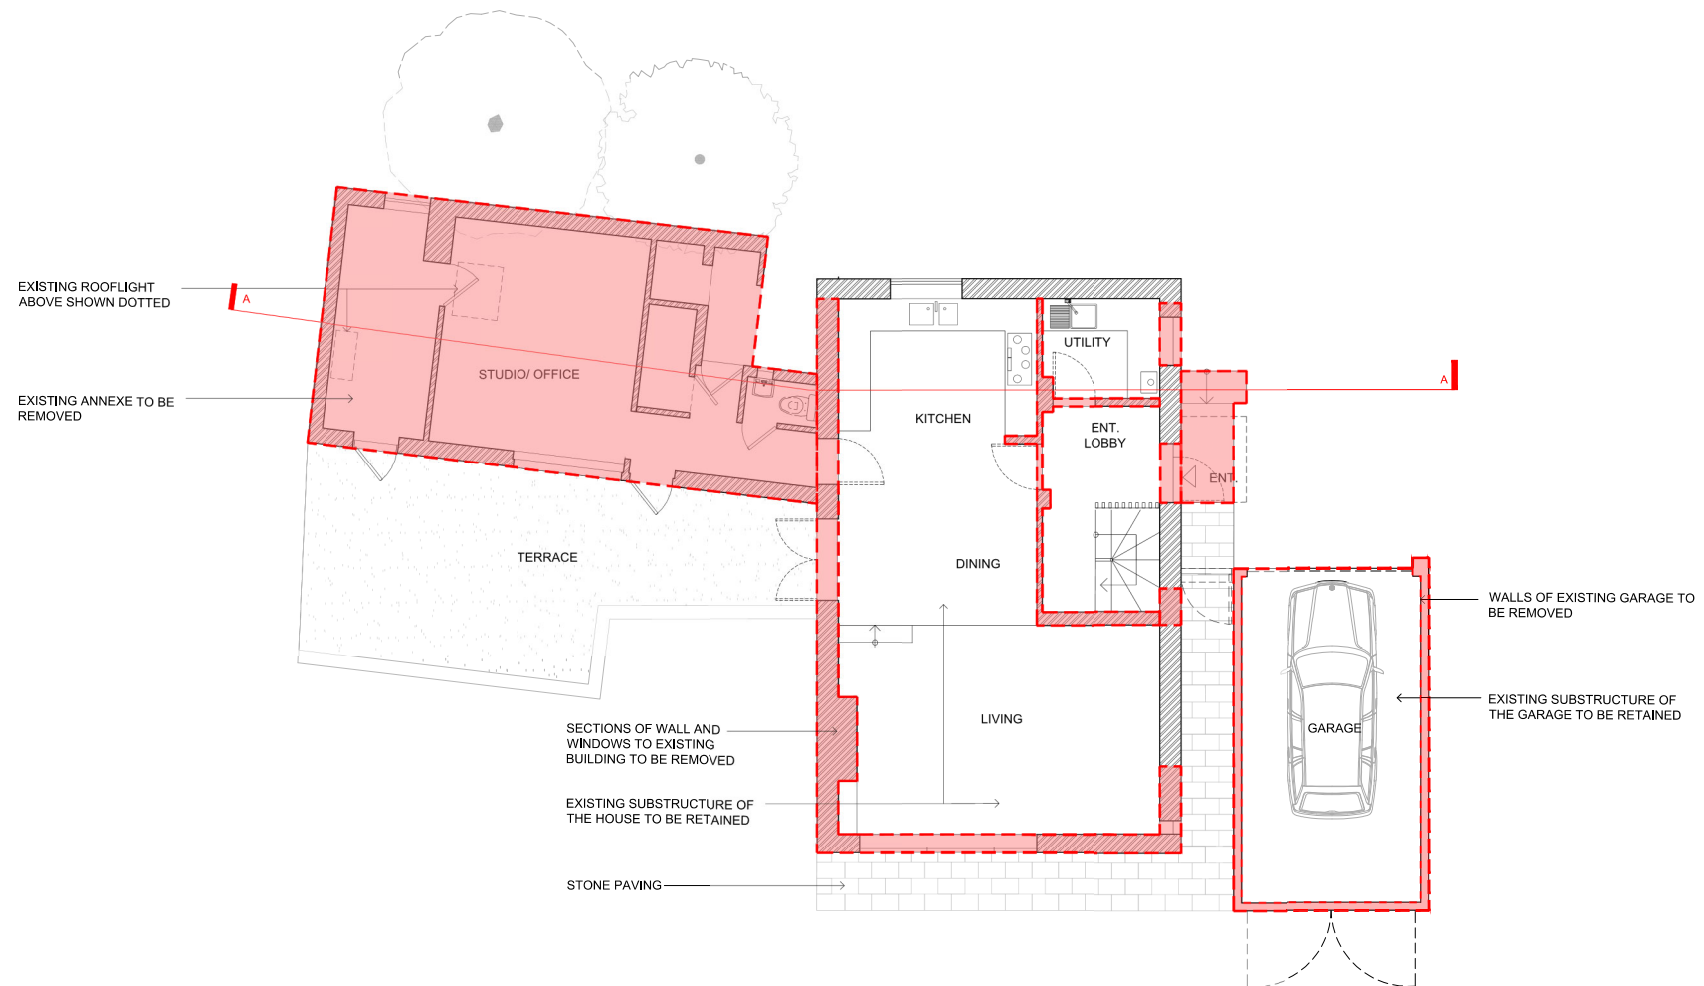 EXISTING ROOFLIGHT
ABOVE SHOWN DOTTED
A
EXISTING ANNEXE TO BE
REMOVED
STUDIO/ OFFICE
UTILITY
KITCHEN
ENT.
LOBBY
A
ENT.
TERRACE
DINING
WALLS OF EXISTING GARAGE TO
BE REMOVED
LIVING
GARAGE
EXISTING SUBSTRUCTURE OF
THE GARAGE TO BE RETAINED
SECTIONS OF WALL AND
WINDOWS TO EXISTING
BUILDING TO BE REMOVED
EXISTING SUBSTRUCTURE OF
THE HOUSE TO BE RETAINED
STONE PAVING